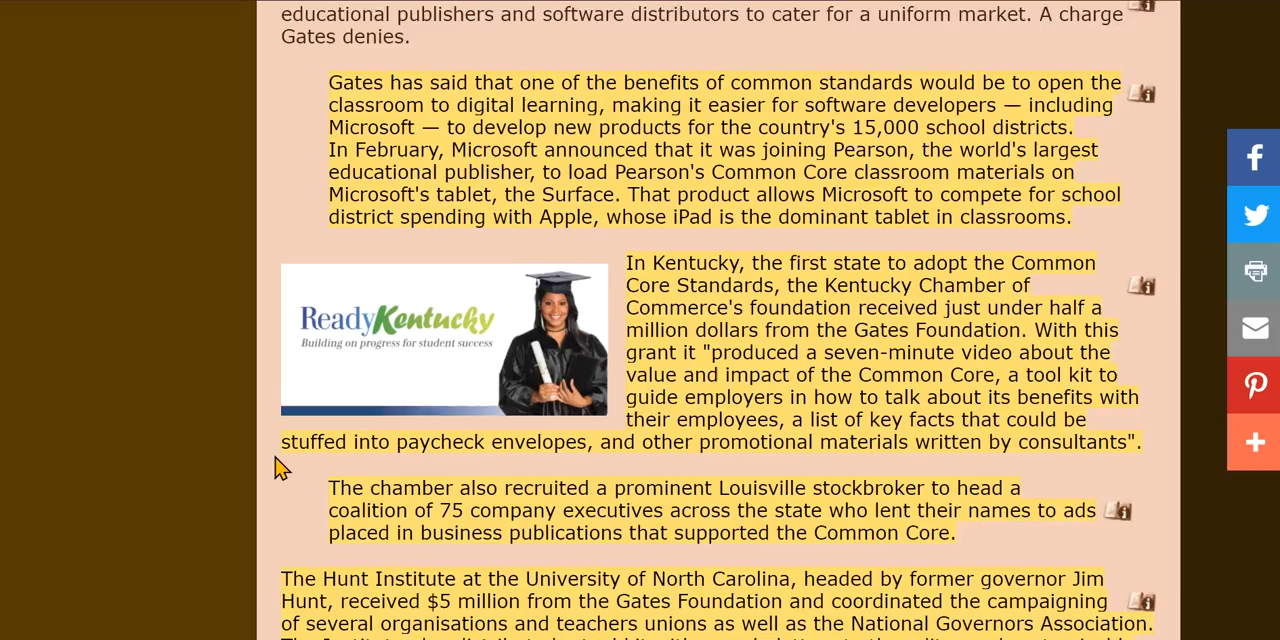 educational publishers and software distributors to cater for a uniform market. A charge
Gates denies.
Gates has said that one of the benefits of common standards would be to open the
classroom to digital learning, making it easier for software developers — including
Microsoft — to develop new products for the country's 15,000 school districts.
In February, Microsoft announced that it was joining Pearson, the world's largest
educational publisher, to load Pearson's Common Core classroom materials on
Microsoft's tablet, the Surface. That product allows Microsoft to compete for school
district spending with Apple, whose iPad is the dominant tablet in classrooms.
ReadyKentucky
Building on progress for student success
In Kentucky, the first state to adopt the Common
Core Standards, the Kentucky Chamber of
Commerce's foundation received just under half a
million dollars from the Gates Foundation. With this
grant it "produced a seven-minute video about the
value and impact of the Common Core, a tool kit to
guide employers in how to talk about its benefits with
their employees, a list of key facts that could be
stuffed into paycheck envelopes, and other promotional materials written by consultants".
The chamber also recruited a prominent Louisville stockbroker to head a
coalition of 75 company executives across the state who lent their names to ads
placed in business publications that supported the Common Core.
The Hunt Institute at the University of North Carolina, headed by former governor Jim
Hunt, received $5 million from the Gates Foundation and coordinated the campaigning
of several organisations and teachers unions as well as the National Governors Association.